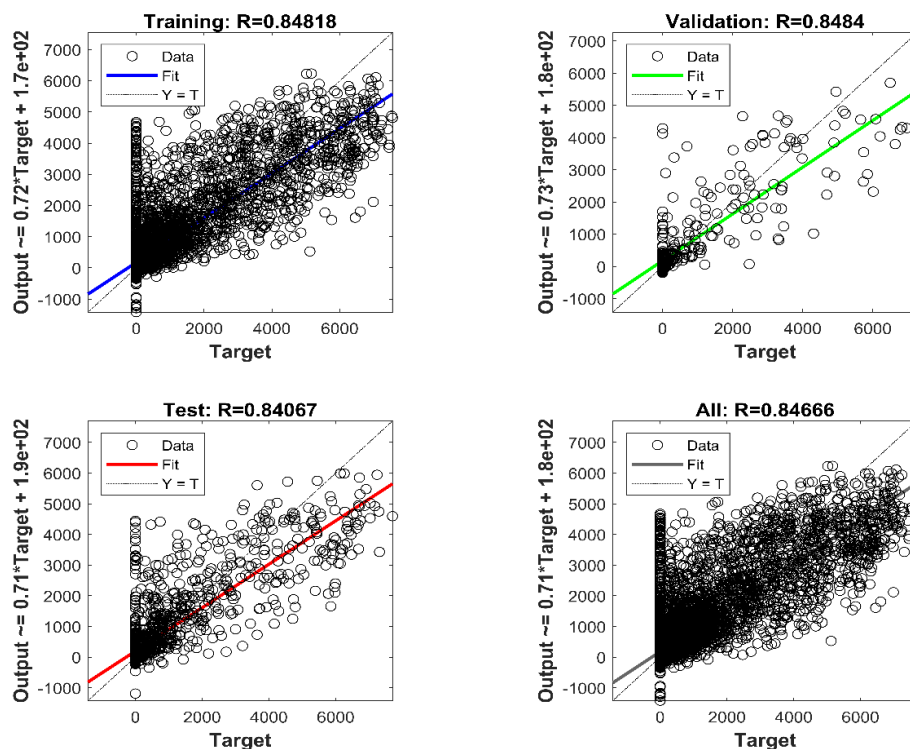 Training: R=0.84818
Output ~= 0.72*Target + 1.7e+02
7000
6000
5000
4000
3000
2000
1000
0
-1000
Data
Fit
Y = T
0 2000 4000 6000
Target
Validation: R=0.8484
Output ~= 0.73*Target + 1.8e+02
7000
6000
5000
4000
3000
2000
1000
0
-1000
Data
Fit
Y = T
0 2000 4000 6000
Target
Test: R=0.84067
Output ~= 0.71*Target + 1.9e+02
7000
6000
5000
4000
3000
2000
1000
0
-1000
Data
Fit
Y = T
0 2000 4000 6000
Target
All: R=0.84666
Output ~= 0.71*Target + 1.8e+02
7000
6000
5000
4000
3000
2000
1000
0
-1000
Data
Fit
Y = T
0 2000 4000 6000
Target